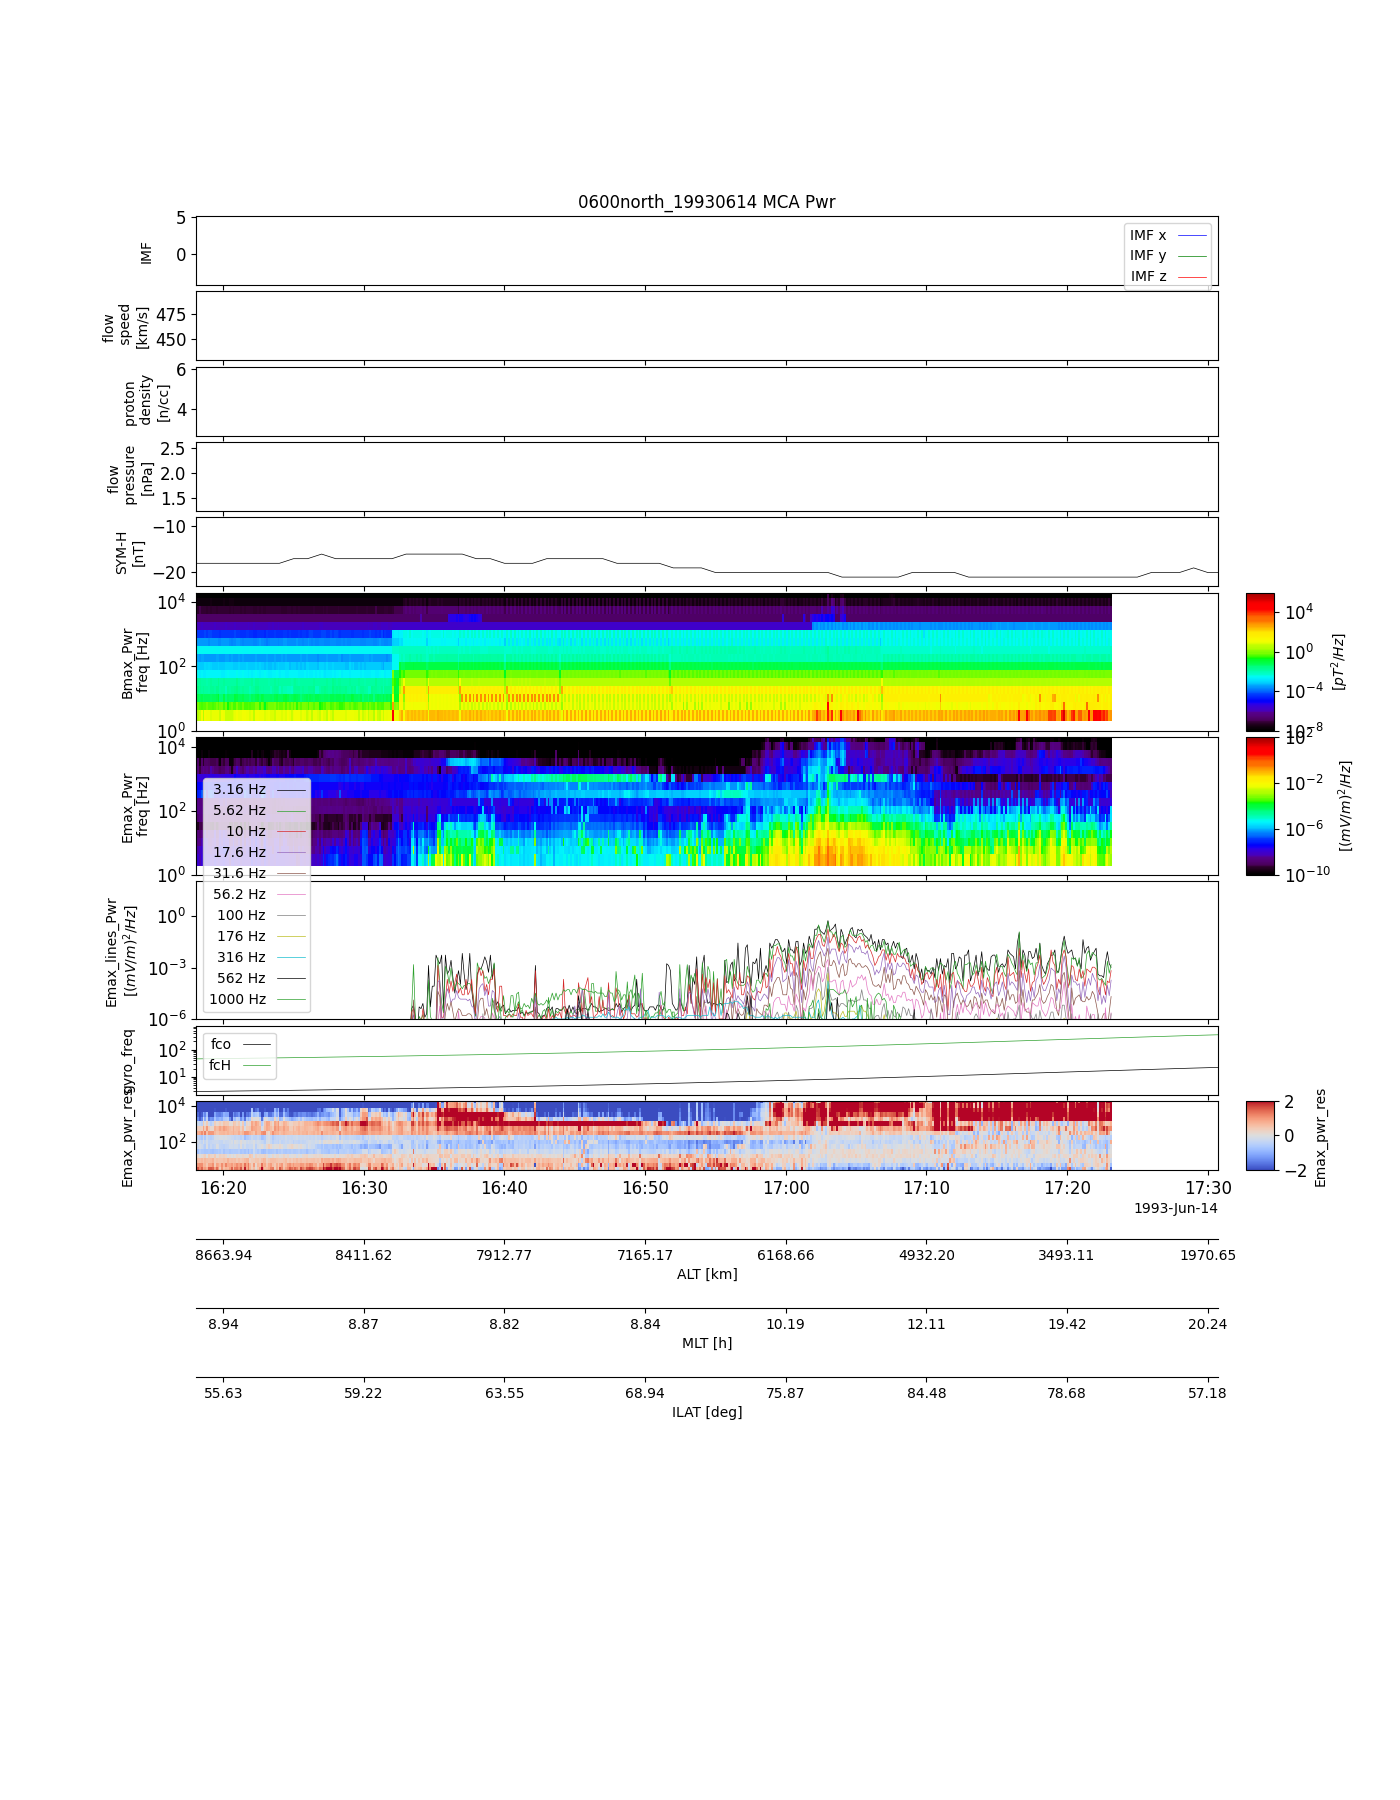 0600north_19930614 MCA Pwr
IMF
5
0
IMF x
IMF y
IMF z
flow
speed
[km/s]
475
450
proton
density
[n/cc]
6
4
flow
pressure
[nPa]
2.5
2.0
1.5
SYM-H
[nT]
−10
−20
Bmax_Pwr
freq [Hz]
10^4
10^2
10^0
10^4
10^0
10^−4
10^−8
[pT^2/Hz]
Emax_Pwr
freq [Hz]
10^4
10^2
10^0
10^2
10^−2
10^−6
10^−10
[(mV/m)^2/Hz]
3.16 Hz
5.62 Hz
10 Hz
17.6 Hz
31.6 Hz
56.2 Hz
100 Hz
176 Hz
316 Hz
562 Hz
1000 Hz
Emax_lines_Pwr
[(mV/m)^2/Hz]
10^0
10^−3
10^−6
gyro_freq
10^2
10^1
fco
fcH
Emax_pwr_res
10^4
10^2
2
0
−2
Emax_pwr_res
16:20 16:30 16:40 16:50 17:00 17:10 17:20 17:30
1993-Jun-14
8663.94 8411.62 7912.77 7165.17 6168.66 4932.20 3493.11 1970.65
ALT [km]
8.94 8.87 8.82 8.84 10.19 12.11 19.42 20.24
MLT [h]
55.63 59.22 63.55 68.94 75.87 84.48 78.68 57.18
ILAT [deg]